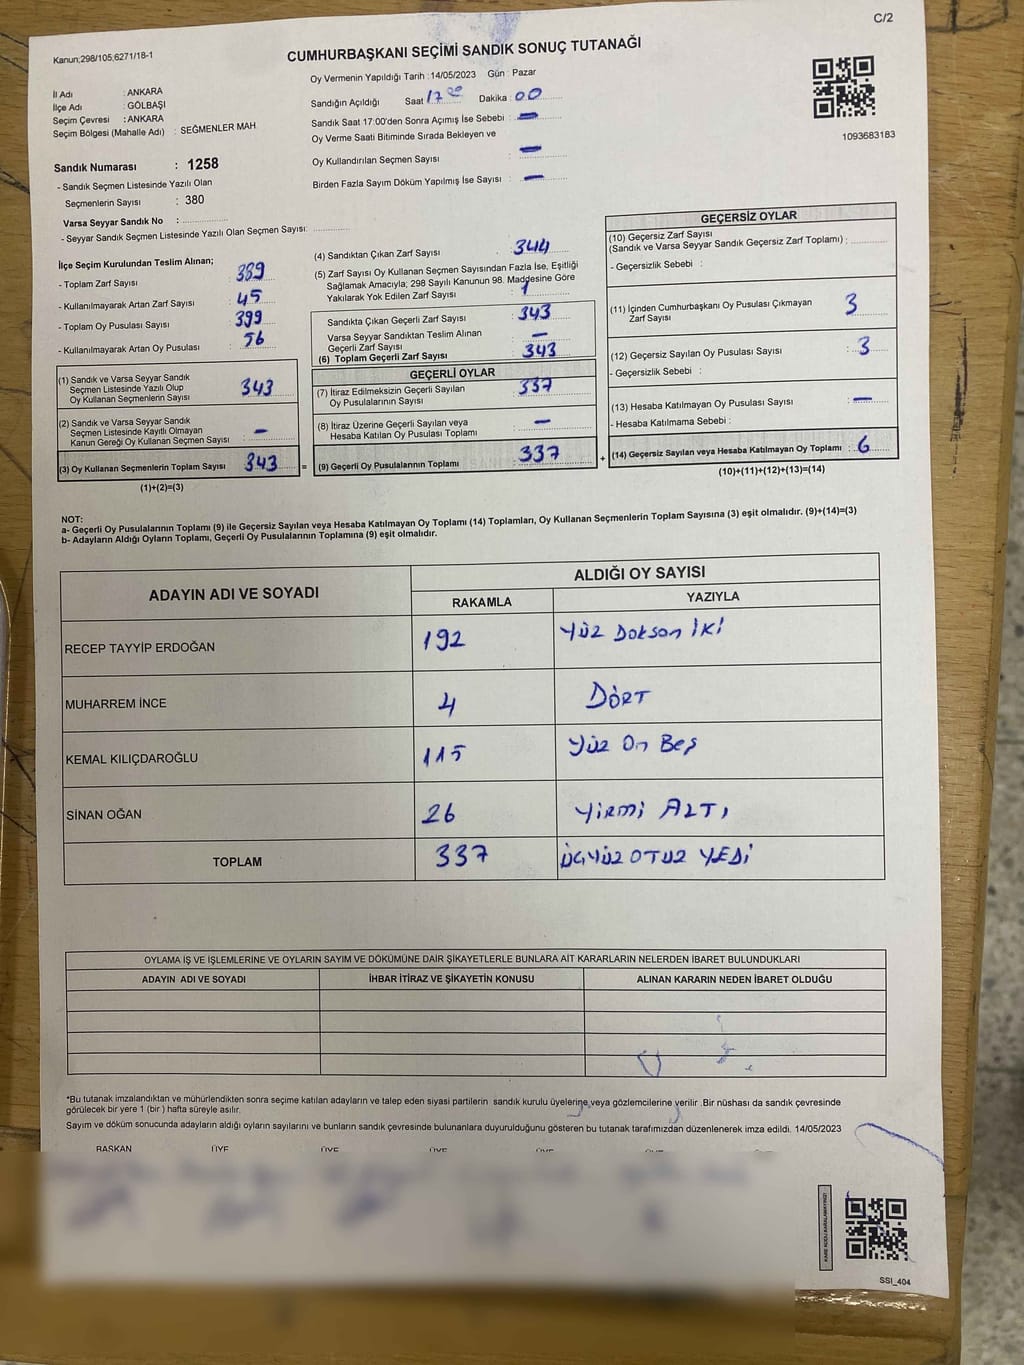 C/2
Kanun;298/105;6271/18-1
CUMHURBAŞKANI SEÇİMİ SANDIK SONUÇ TUTANAĞI
Oy Vermenin Yapıldığı Tarih :14/05/2023 Gün : Pazar
İl Adı : ANKARA
İlçe Adı : GÖLBAŞI
Seçim Çevresi : ANKARA
Seçim Bölgesi (Mahalle Adı) : SEĞMENLER MAH
Sandığın Açıldığı Saat 17 00 Dakika : 00
Sandık Saat 17:00'den Sonra Açımış İse Sebebi : —
Oy Verme Saati Bitiminde Sırada Bekleyen ve
Oy Kullandırılan Seçmen Sayısı : —
Birden Fazla Sayım Döküm Yapılmış İse Sayısı : —
1093683183
Sandık Numarası : 1258
- Sandık Seçmen Listesinde Yazılı Olan
Seçmenlerin Sayısı : 380
Varsa Seyyar Sandık No :
- Seyyar Sandık Seçmen Listesinde Yazılı Olan Seçmen Sayısı:
İlçe Seçim Kurulundan Teslim Alınan;
- Toplam Zarf Sayısı : 389
- Kullanılmayarak Artan Zarf Sayısı : 45
- Toplam Oy Pusulası Sayısı : 399
- Kullanılmayarak Artan Oy Pusulası : 56
(1) Sandık ve Varsa Seyyar Sandık
Seçmen Listesinde Yazılı Olup
Oy Kullanan Seçmenlerin Sayısı : 343
(2) Sandık ve Varsa Seyyar Sandık
Seçmen Listesinde Kayıtlı Olmayan
Kanun Gereği Oy Kullanan Seçmen Sayısı : —
(3) Oy Kullanan Seçmenlerin Toplam Sayısı : 343 =
(1)+(2)=(3)
(4) Sandıktan Çıkan Zarf Sayısı : 344
(5) Zarf Sayısı Oy Kullanan Seçmen Sayısından Fazla İse, Eşitliği
Sağlamak Amacıyla; 298 Sayılı Kanunun 98. Maddesine Göre
Yakılarak Yok Edilen Zarf Sayısı : 1
Sandıkta Çıkan Geçerli Zarf Sayısı : 343
Varsa Seyyar Sandıktan Teslim Alınan
Geçerli Zarf Sayısı : —
(6) Toplam Geçerli Zarf Sayısı : 343
GEÇERLİ OYLAR
(7) İtiraz Edilmeksizin Geçerli Sayılan
Oy Pusulalarının Sayısı : 337
(8) İtiraz Üzerine Geçerli Sayılan veya
Hesaba Katılan Oy Pusulası Toplamı : —
(9) Geçerli Oy Pusulalarının Toplamı : 337 +
GEÇERSİZ OYLAR
(10) Geçersiz Zarf Sayısı
(Sandık ve Varsa Seyyar Sandık Geçersiz Zarf Toplamı) :
- Geçersizlik Sebebi :
(11) İçinden Cumhurbaşkanı Oy Pusulası Çıkmayan
Zarf Sayısı : 3
(12) Geçersiz Sayılan Oy Pusulası Sayısı : 3
- Geçersizlik Sebebi :
(13) Hesaba Katılmayan Oy Pusulası Sayısı : —
- Hesaba Katılmama Sebebi :
(14) Geçersiz Sayılan veya Hesaba Katılmayan Oy Toplamı : 6
(10)+(11)+(12)+(13)=(14)
NOT:
a- Geçerli Oy Pusulalarının Toplamı (9) ile Geçersiz Sayılan veya Hesaba Katılmayan Oy Toplamı (14) Toplamları, Oy Kullanan Seçmenlerin Toplam Sayısına (3) eşit olmalıdır. (9)+(14)=(3)
b- Adayların Aldığı Oyların Toplamı, Geçerli Oy Pusulalarının Toplamına (9) eşit olmalıdır.
ADAYIN ADI VE SOYADI ALDIĞI OY SAYISI
RAKAMLA YAZIYLA
RECEP TAYYİP ERDOĞAN 192 Yüz Doksan İKİ
MUHARREM İNCE 4 DÖRT
KEMAL KILIÇDAROĞLU 115 Yüz On Beş
SİNAN OĞAN 26 Yirmi ALTI
TOPLAM 337 ÜÇYÜZ OTUZ YEDİ
OYLAMA İŞ VE İŞLEMLERİNE VE OYLARIN SAYIM VE DÖKÜMÜNE DAİR ŞİKAYETLERLE BUNLARA AİT KARARLARIN NELERDEN İBARET BULUNDUKLARI
ADAYIN ADI VE SOYADI İHBAR İTİRAZ VE ŞİKAYETİN KONUSU ALINAN KARARIN NEDEN İBARET OLDUĞU
*Bu tutanak imzalandıktan ve mühürlendikten sonra seçime katılan adayların ve talep eden siyasi partilerin sandık kurulu üyelerine veya gözlemcilerine verilir .Bir nüshası da sandık çevresinde
görülecek bir yere 1 (bir ) hafta süreyle asılır.
Sayım ve döküm sonucunda adayların aldığı oyların sayılarını ve bunların sandık çevresinde bulunanlara duyurulduğunu gösteren bu tutanak tarafımızdan düzenlenerek imza edildi. 14/05/2023
BAŞKAN ÜYE ÜYE ÜYE ÜYE
KARE KODU KARALAMAYINIZ!
SSI_404